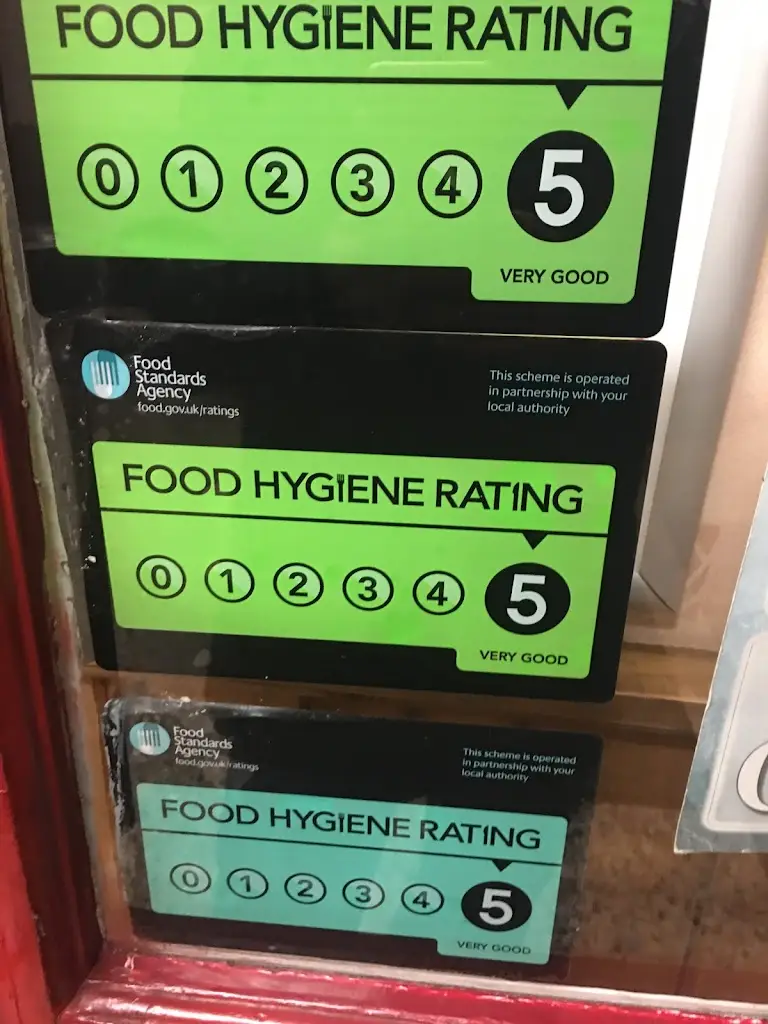 FOOD HYGIENE RATING
0 1 2 3 4 5
VERY GOOD
Food
Standards
Agency
food.gov.uk/ratings
This scheme is operated
in partnership with your
local authority
FOOD HYGIENE RATING
0 1 2 3 4 5
VERY GOOD
Food
Standards
Agency
food.gov.uk/ratings
This scheme is operated
in partnership with your
local authority
FOOD HYGIENE RATING
0 1 2 3 4 5
VERY GOOD